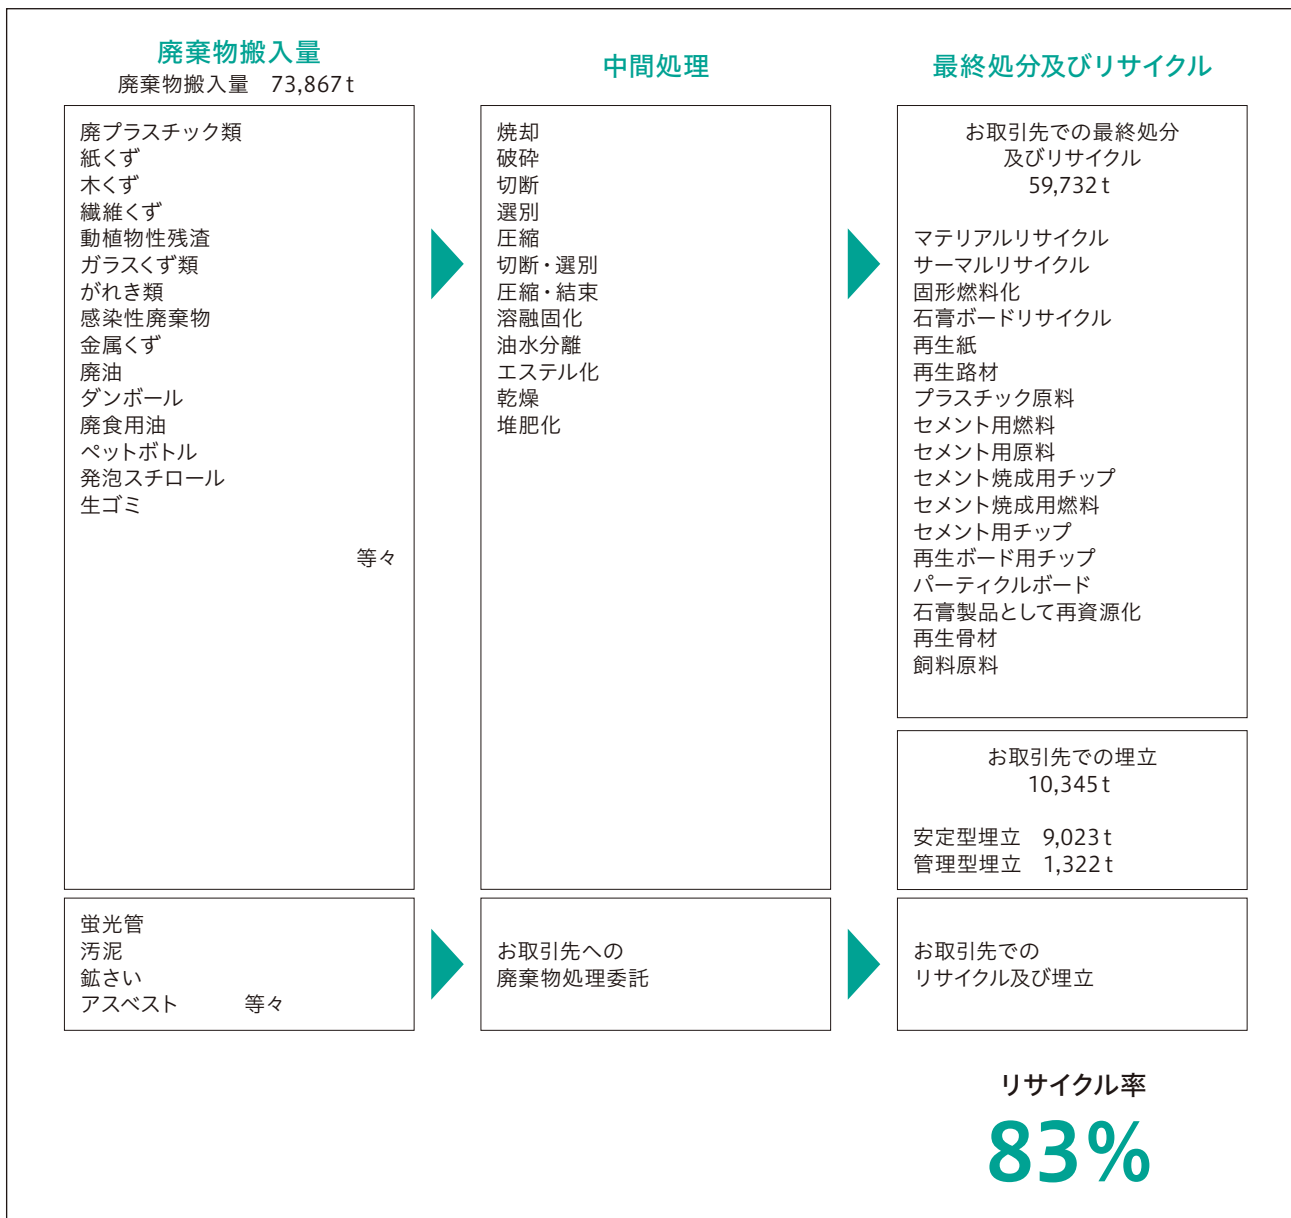 廃棄物搬入量
廃棄物搬入量 73,867t
廃プラスチック類
紙くず
木くず
繊維くず
動植物性残渣
ガラスくず類
がれき類
感染性廃棄物
金属くず
廃油
ダンボール
廃食用油
ペットボトル
発泡スチロール
生ゴミ
等々
蛍光管
汚泥
鉱さい
アスベスト 等々
中間処理
焼却
破砕
切断
選別
圧縮
切断・選別
圧縮・結束
溶融固化
油水分離
エステル化
乾燥
堆肥化
お取引先への
廃棄物処理委託
最終処分及びリサイクル
お取引先での最終処分
及びリサイクル
59,732t
マテリアルリサイクル
サーマルリサイクル
固形燃料化
石膏ボードリサイクル
再生紙
再生路材
プラスチック原料
セメント用燃料
セメント用原料
セメント焼成用チップ
セメント焼成用燃料
セメント用チップ
再生ボード用チップ
パーティクルボード
石膏製品として再資源化
再生骨材
飼料原料
お取引先での埋立
10,345t
安定型埋立 9,023t
管理型埋立 1,322t
お取引先での
リサイクル及び埋立
リサイクル率
83%